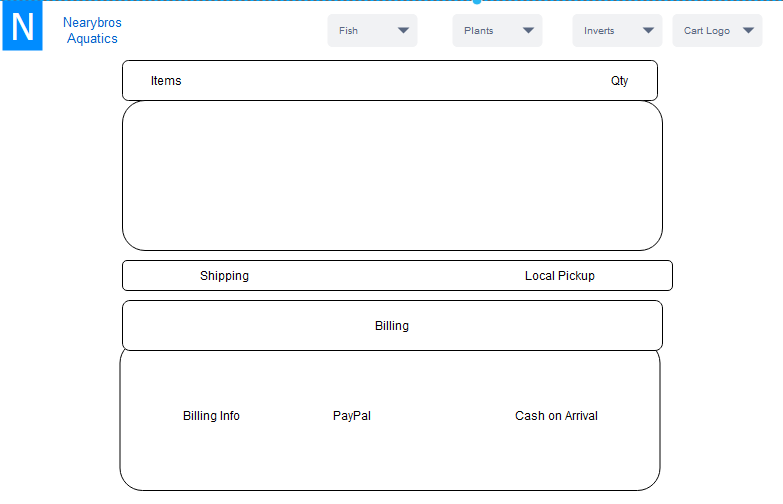 N
Nearybros
Aquatics
Fish
Plants
Inverts
Cart Logo
Items
Qty
Shipping
Local Pickup
Billing
Billing Info
PayPal
Cash on Arrival